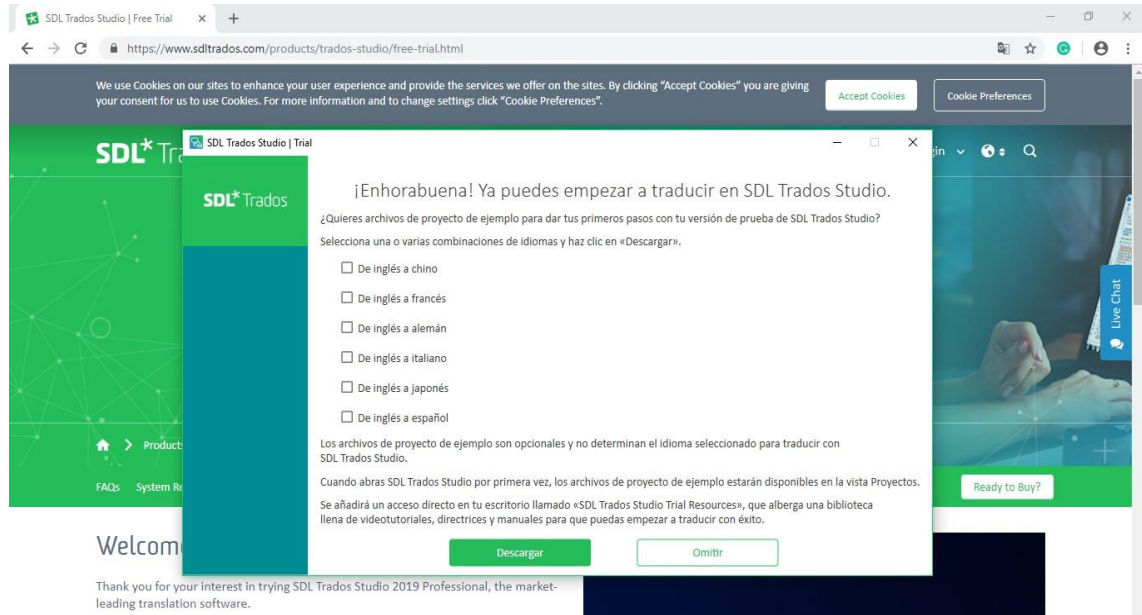 SDL Trados Studio | Free Trial
https://www.sdltrados.com/products/trados-studio/free-trial.html
We use Cookies on our sites to enhance your user experience and provide the services we offer on the sites. By clicking “Accept Cookies” you are giving
your consent for us to use Cookies. For more information and to change settings click “Cookie Preferences”.
Accept Cookies
Cookie Preferences
SDL* Tr
SDL Trados Studio | Trial
SDL* Trados
¡Enhorabuena! Ya puedes empezar a traducir en SDL Trados Studio.
¿Quieres archivos de proyecto de ejemplo para dar tus primeros pasos con tu versión de prueba de SDL Trados Studio?
Selecciona una o varias combinaciones de idiomas y haz clic en «Descargar».
De inglés a chino
De inglés a francés
De inglés a alemán
De inglés a italiano
De inglés a japonés
De inglés a español
Los archivos de proyecto de ejemplo son opcionales y no determinan el idioma seleccionado para traducir con
SDL Trados Studio.
Cuando abras SDL Trados Studio por primera vez, los archivos de proyecto de ejemplo estarán disponibles en la vista Proyectos.
Se añadirá un acceso directo en tu escritorio llamado «SDL Trados Studio Trial Resources», que alberga una biblioteca
llena de videotutoriales, directrices y manuales para que puedas empezar a traducir con éxito.
Descargar
Omitir
gin
Live Chat
Product
FAQs System Re
Ready to Buy?
Welcom
Thank you for your interest in trying SDL Trados Studio 2019 Professional, the market-
leading translation software.